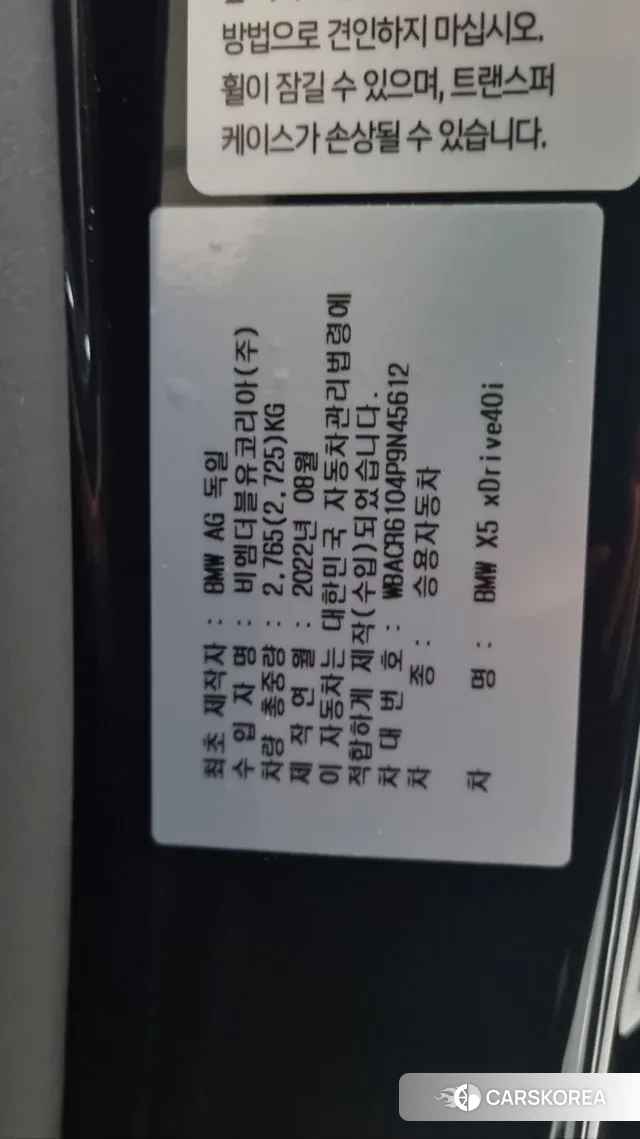 방법으로 견인하지 마십시오.
휠이 잠길 수 있으며, 트랜스퍼
케이스가 손상될 수 있습니다.
최초 제작자 : BMW AG 독일
수 입 자 명 : 비엠더블유코리아(주)
차량 총중량 : 2,765(2,725)KG
제 작 연 월 : 2022년 08월
이 자동차는 대한민국 자동차관리법령에
적합하게 제작(수입)되었습니다.
차 대 번 호 : WBACR6104P9N45612
차 종 : 승용자동차
차 명 : BMW X5 xDrive40i
CARSKOREA